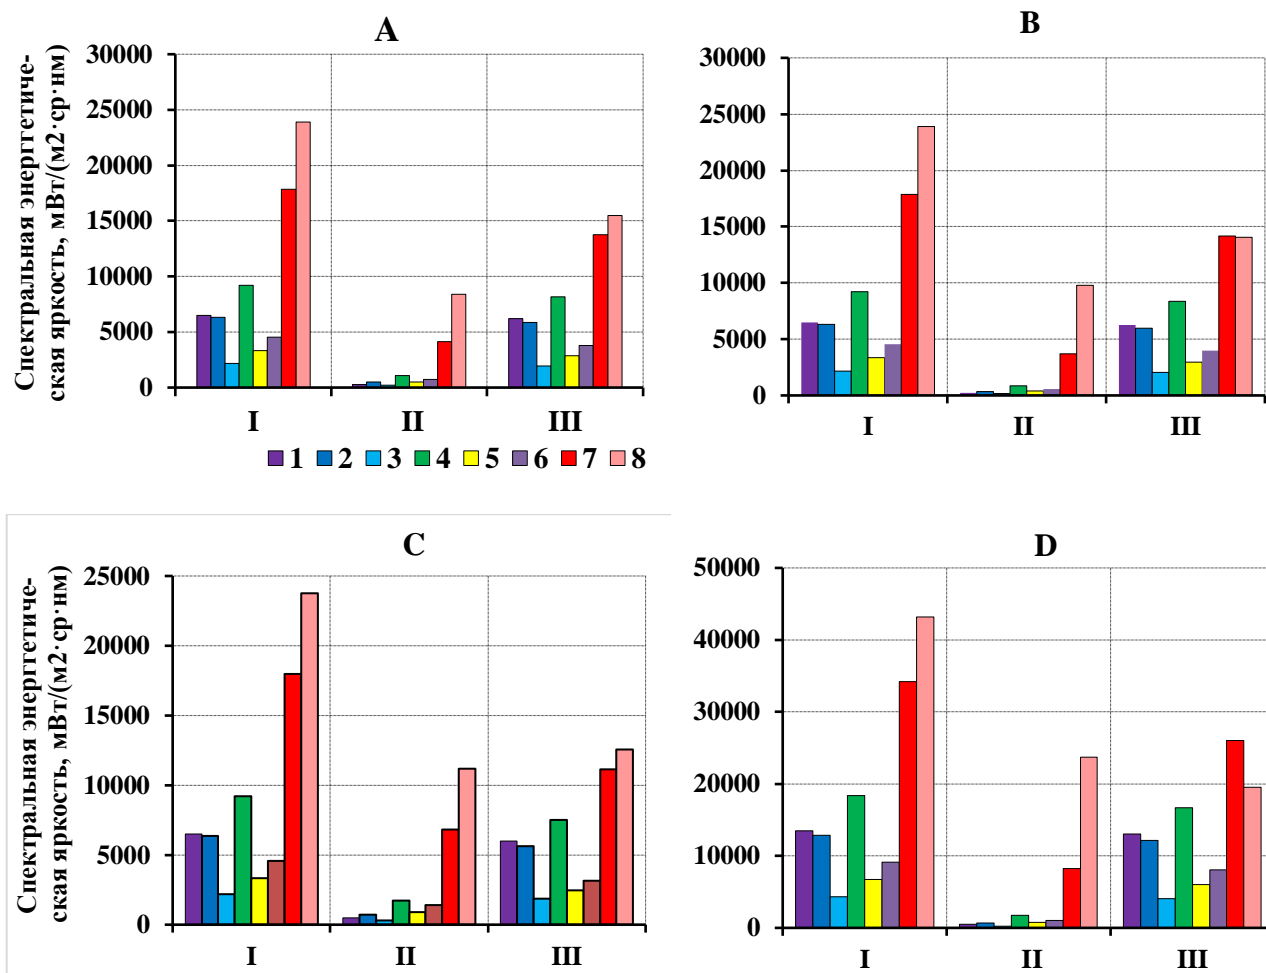 A
Спектральная энерггетиче-
ская яркость, мВт/(м2·ср·нм)
30000
25000
20000
15000
10000
5000
0
I II III
1 2 3 4 5 6 7 8
B
30000
25000
20000
15000
10000
5000
0
I II III
C
Спектральная энерггетиче-
ская яркость, мВт/(м2·ср·нм)
25000
20000
15000
10000
5000
0
I II III
D
50000
40000
30000
20000
10000
0
I II III